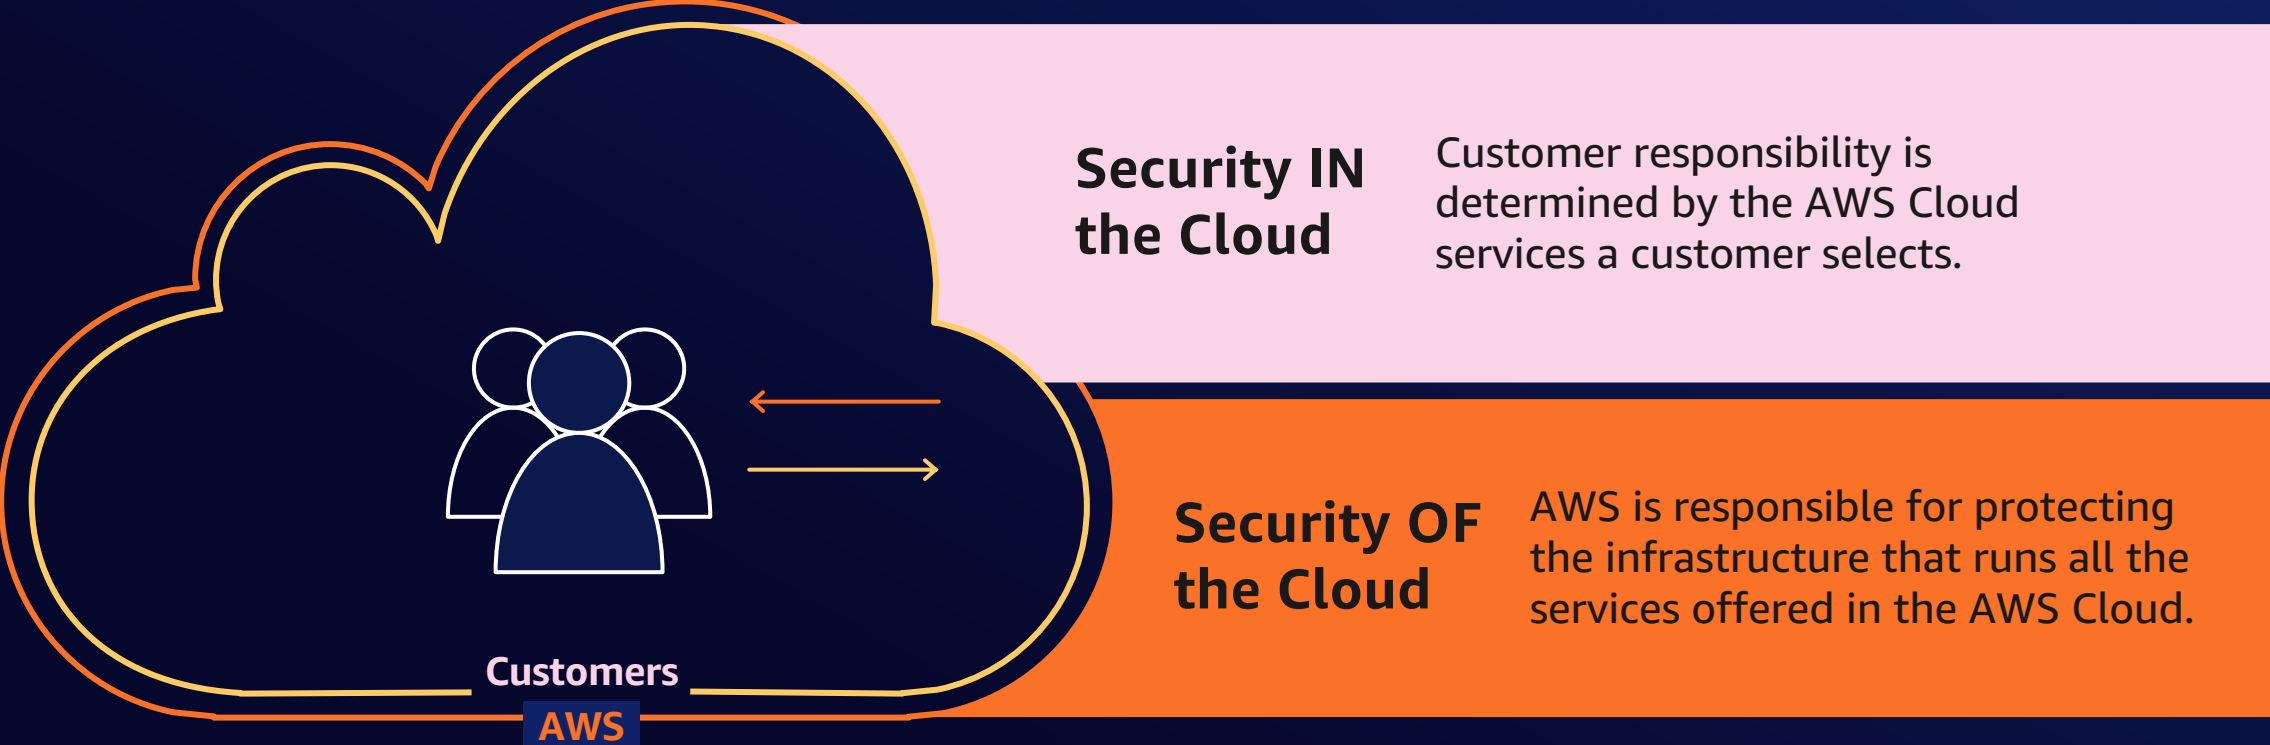 Security IN
the Cloud
Customer responsibility is
determined by the AWS Cloud
services a customer selects.
Security OF
the Cloud
AWS is responsible for protecting
the infrastructure that runs all the
services offered in the AWS Cloud.
Customers
AWS